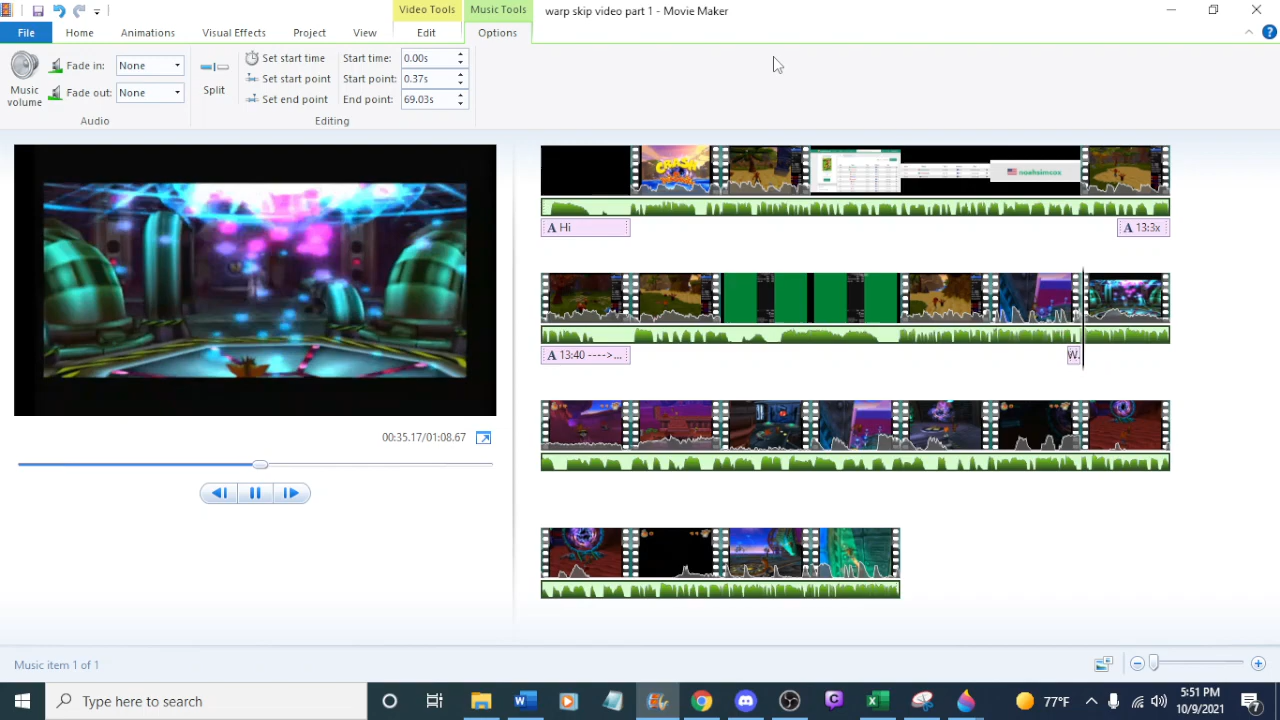 Video Tools
Music Tools
warp skip video part 1 - Movie Maker
File
Home
Animations
Visual Effects
Project
View
Edit
Options
Music volume
Fade in: None
Fade out: None
Audio
Split
Set start time
Set start point
Set end point
Start time: 0.00s
Start point: 0.37s
End point: 69.03s
Editing
00:35.17/01:08.67
CRASH
noahsimcox
A Hi
A 13:3x
A 13:40 ---->...
W.
Music item 1 of 1
Type here to search
77°F
5:51 PM
10/9/2021
7